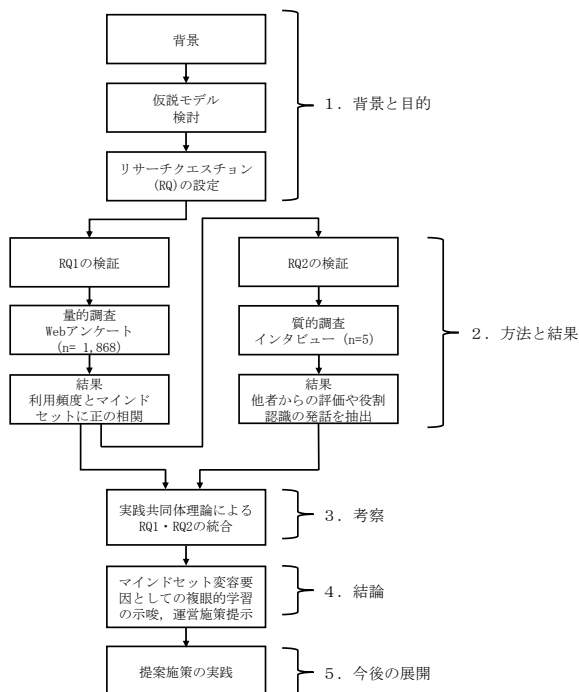 背景
仮説モデル
検討
リサーチクエスチョン
(RQ)の設定
1．背景と目的
RQ1の検証
量的調査
Webアンケート
(n= 1,868)
結果
利用頻度とマインド
セットに正の相関
RQ2の検証
質的調査
インタビュー (n=5)
結果
他者からの評価や役割
認識の発話を抽出
2．方法と結果
実践共同体理論による
RQ1・RQ2の統合
3．考察
マインドセット変容要
因としての複眼的学習
の示唆，運営施策提示
4．結論
提案施策の実践
5．今後の展開